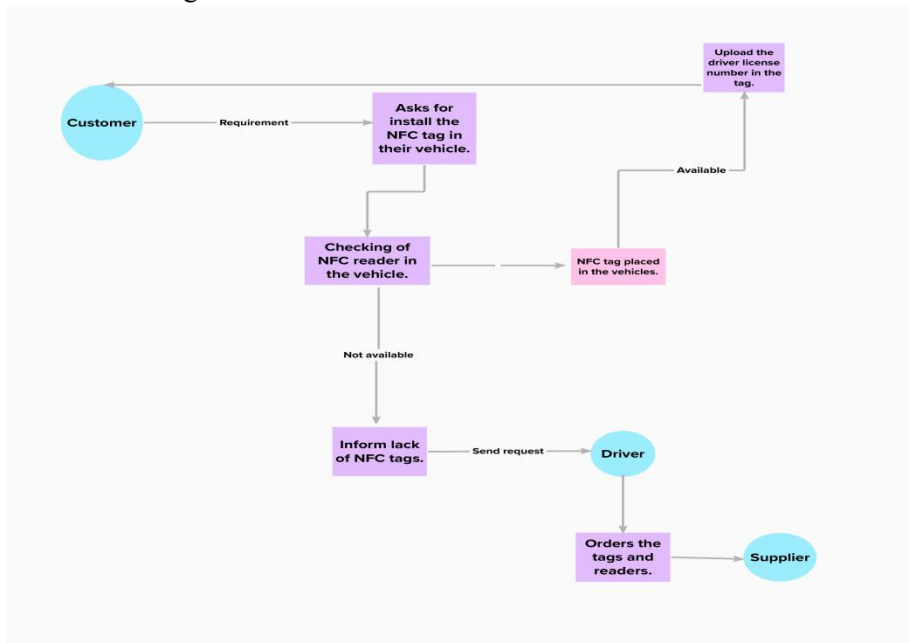 Upload the
driver license
number in the
tag.
Customer
Requirement
Asks for
install the
NFC tag in
their vehicle.
Available
Checking of
NFC reader in
the vehicle.
NFC tag placed
in the vehicles.
Not available
Inform lack
of NFC tags.
Send request
Driver
Orders the
tags and
readers.
Supplier